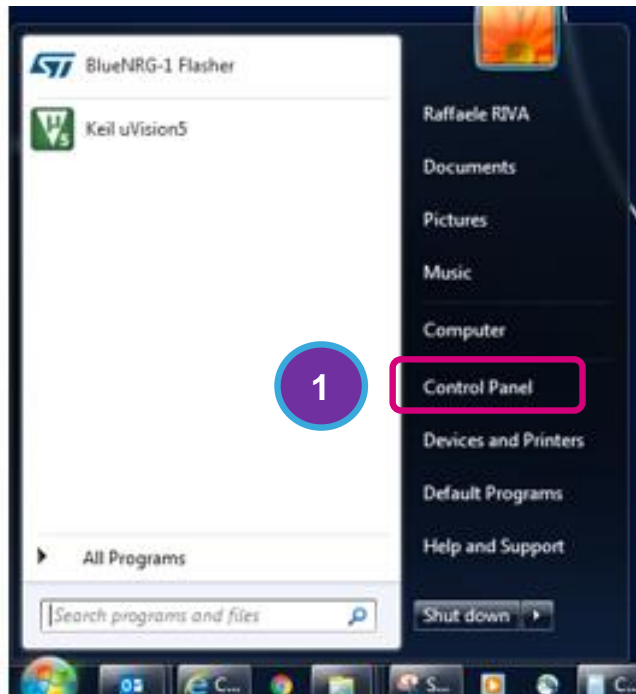 BlueNRG-1 Flasher
Keil uVision5
All Programs
Search programs and files
Raffaele RIVA
Documents
Pictures
Music
Computer
1
Control Panel
Devices and Printers
Default Programs
Help and Support
Shut down
C...
S...
C...